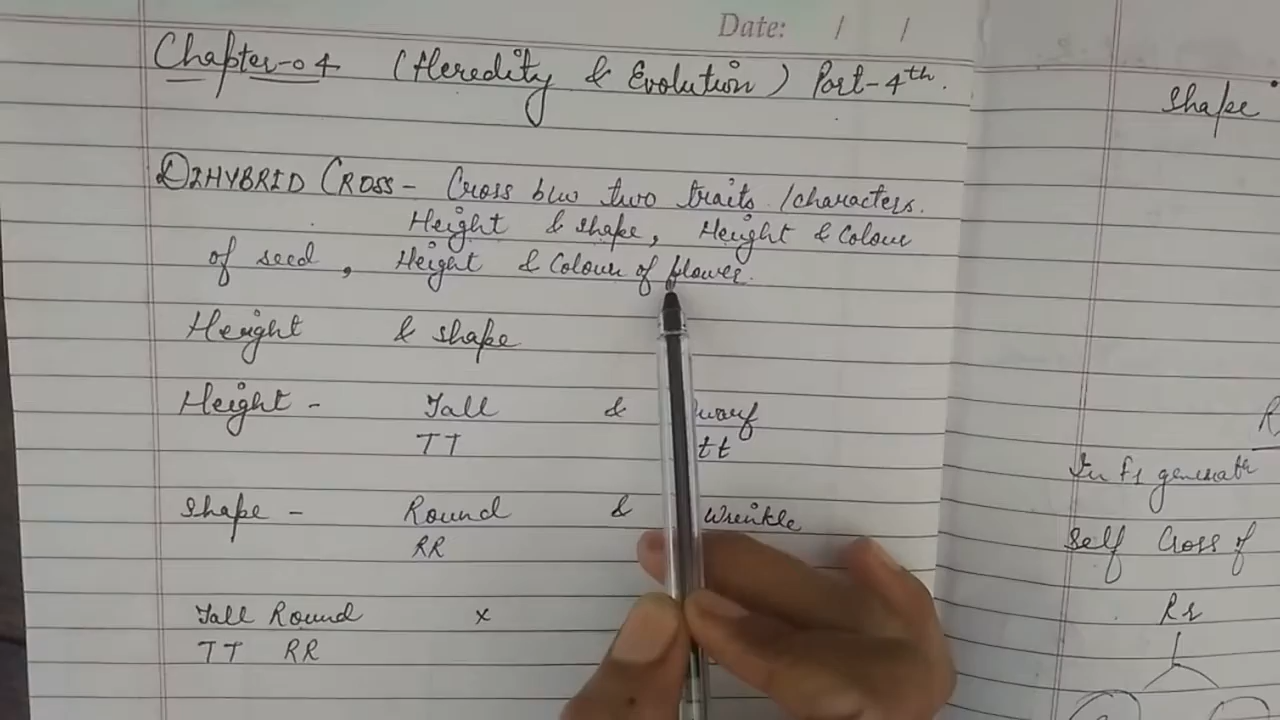 Date: / /
Chapter-04 (Heredity & Evolution) Part-4th.
DIHYBRID CROSS - Cross b/w two traits /characters.
Height & shape, Height & Colour
of seed, Height & Colour of flower.
Height & shape
Height - Tall &
TT tt
Shape - Round & Wrinkle
RR
Tall Round x
TT RR
Shape
In F1 generatn
Self Cross of
Rr